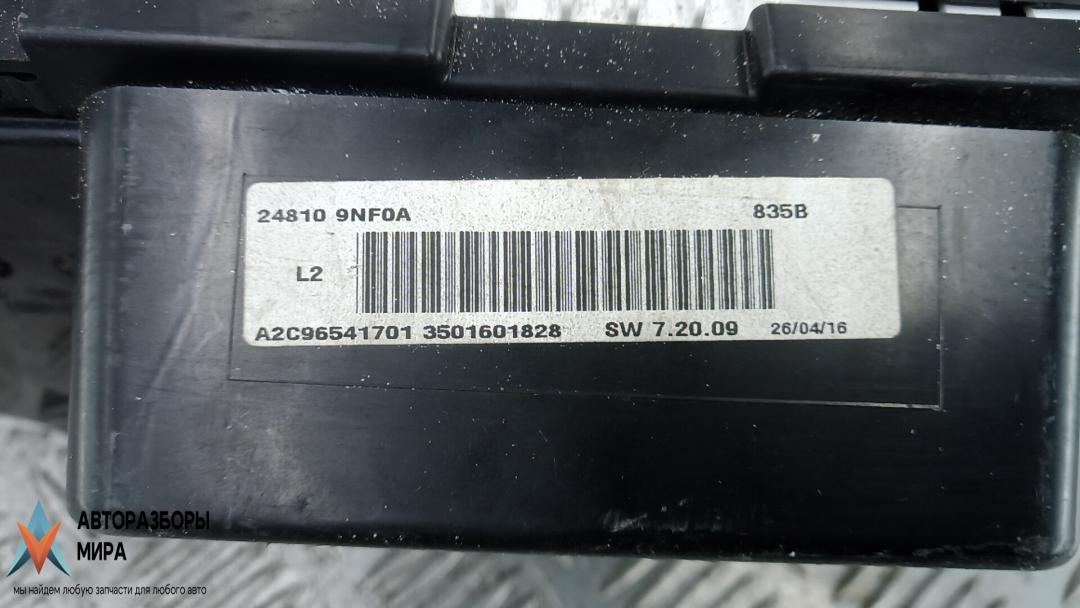 24810 9NF0A 835B
L2
A2C96541701 3501601828 SW 7.20.09 26/04/16
АВТОРАЗБОРЫ
МИРА
мы найдем любую запчасти для любого авто